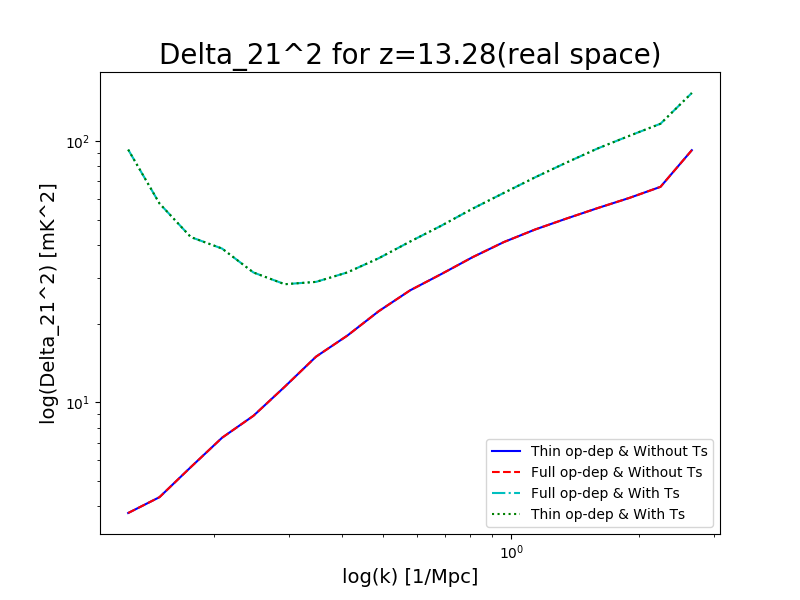 Delta_21^2 for z=13.28(real space)
log(Delta_21^2) [mK^2]
10^2
10^1
10^0
log(k) [1/Mpc]
Thin op-dep & Without Ts
Full op-dep & Without Ts
Full op-dep & With Ts
Thin op-dep & With Ts